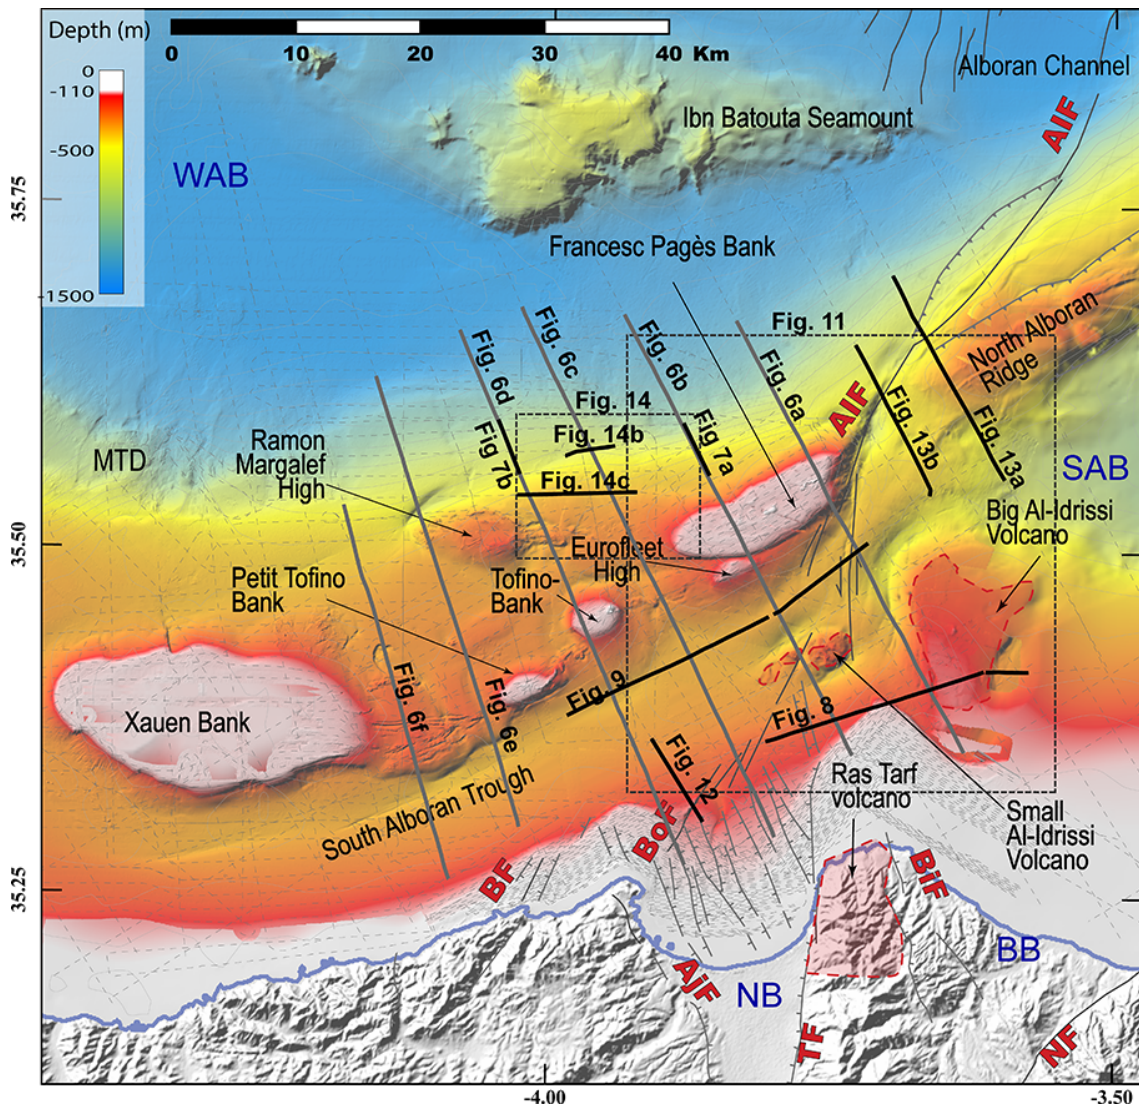 Depth (m)
0
-110
-500
-1500
0
10
20
30
40
Km
Alboran Channel
Ibn Batouta Seamount
AIF
WAB
35.75
Francesc Pagès Bank
Fig. 11
North Alboran
Ridge
Fig. 6d
Fig. 6c
Fig. 6b
Fig. 6a
Fig. 14
Fig. 14b
Fig. 14c
Fig 7b
Fig 7a
AIF
Fig. 13b
Fig. 13a
SAB
MTD
Ramon
Margalef
High
35.50
Big Al-Idrissi
Volcano
Eurofleet
High
Petit Tofino
Bank
Tofino-
Bank
Fig. 9
Fig. 6f
Fig. 6e
Fig. 8
Xauen Bank
Fig. 12
Ras Tarf
volcano
South Alboran Trough
Small
Al-Idrissi
Volcano
35.25
BF
BoF
BiF
AjF
NB
BB
TF
NF
-4.00
-3.50